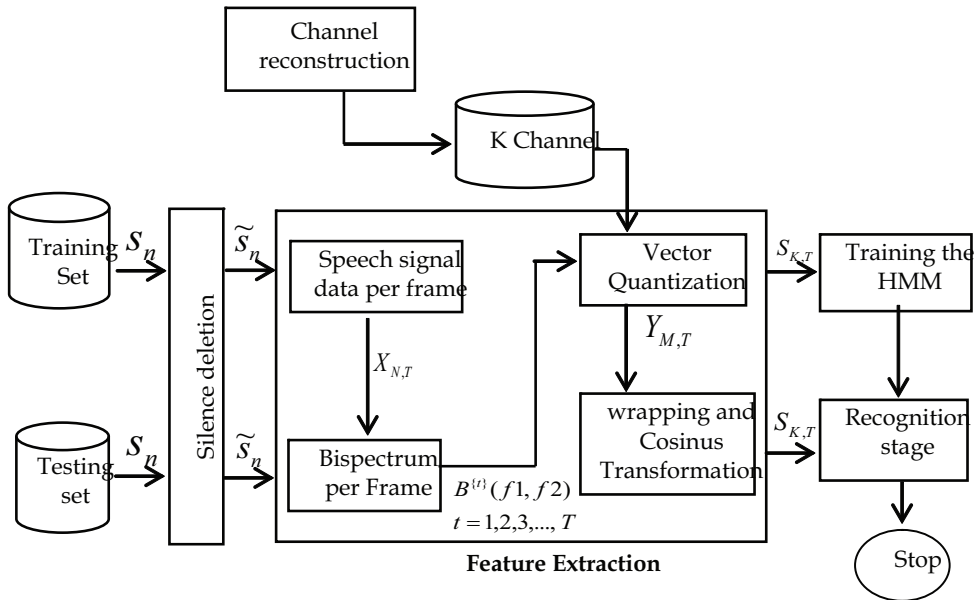 Channel
reconstruction
K Channel
Training
Set
s_n
s̃_n
Silence deletion
Speech signal
data per frame
X_{N,T}
Bispectrum
per Frame
B^{\{t\}}(f1, f2)
t = 1,2,3,..., T
Vector
Quantization
Y_{M,T}
wrapping and
Cosinus
Transformation
S_{K,T}
Training the
HMM
Testing
set
s_n
s̃_n
S_{K,T}
Recognition
stage
Stop
Feature Extraction